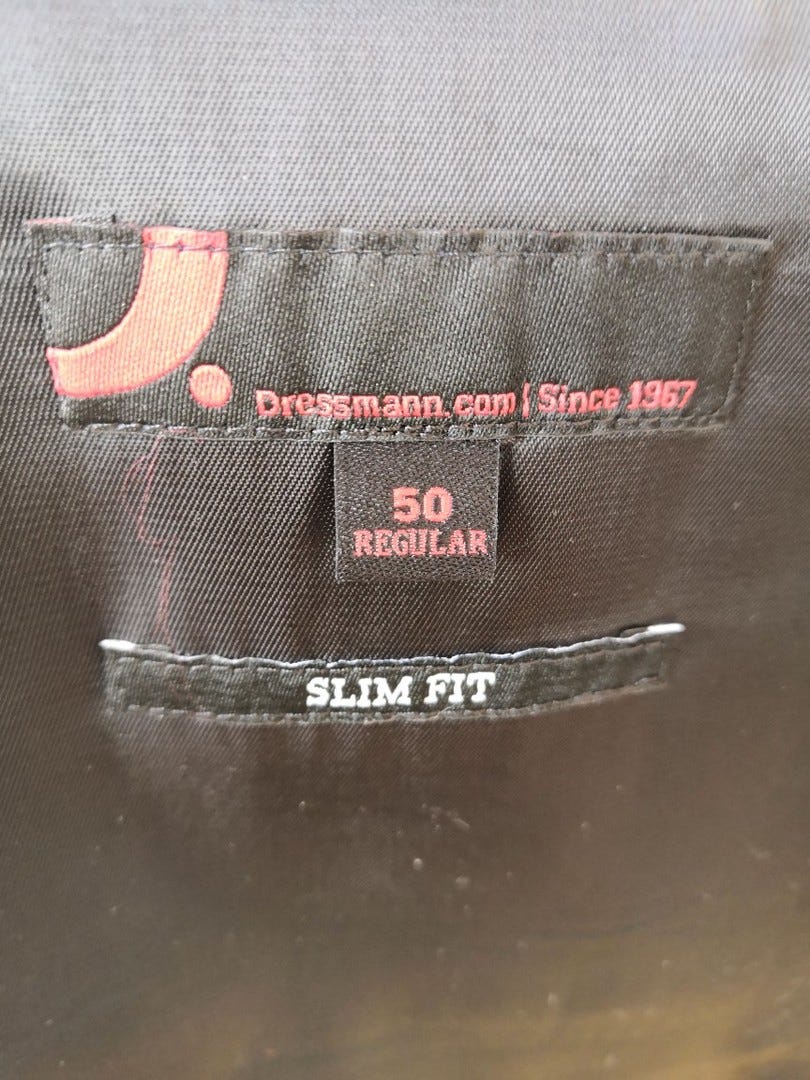 Dressmann.com | Since 1967
50
REGULAR
SLIM FIT